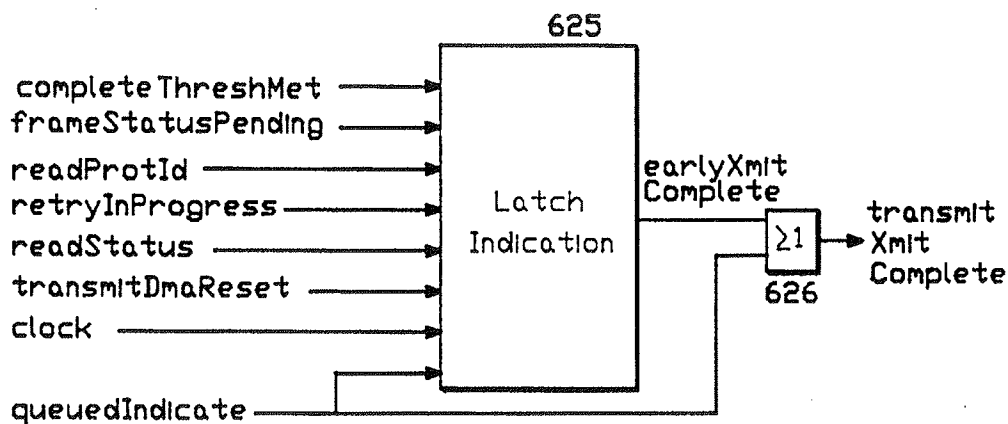 625
completeThreshMet
frameStatusPending
readProtId
retryInProgress
readStatus
transmitDmaReset
clock
queuedIndicate
Latch
Indication
earlyXmit
Complete
≥1
626
transmit
Xmit
Complete